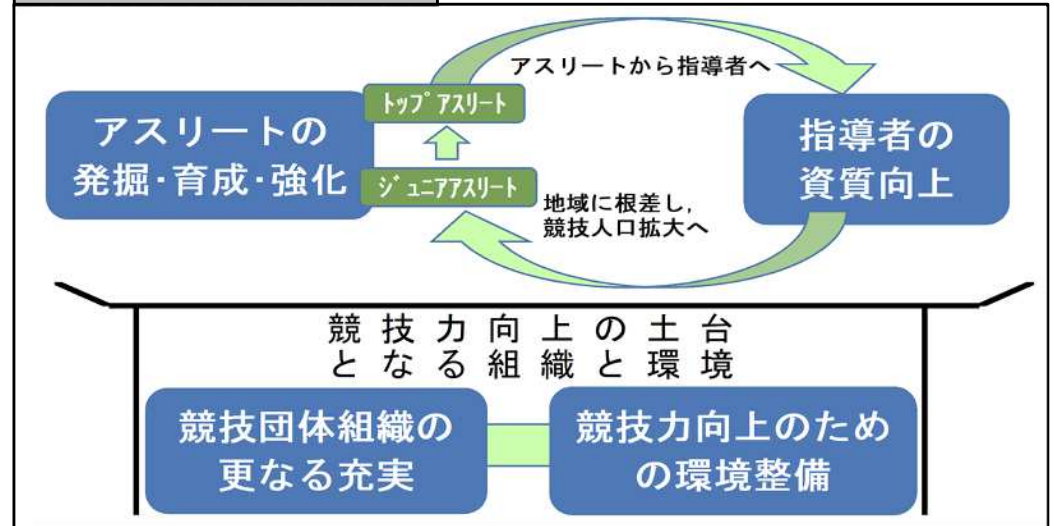 アスリートから指導者へ
トップアスリート
アスリートの
発掘・育成・強化
ジュニアアスリート
指導者の
資質向上
地域に根差し,
競技人口拡大へ
競技力向上の土台
となる組織と環境
競技団体組織の
更なる充実
競技力向上のため
の環境整備